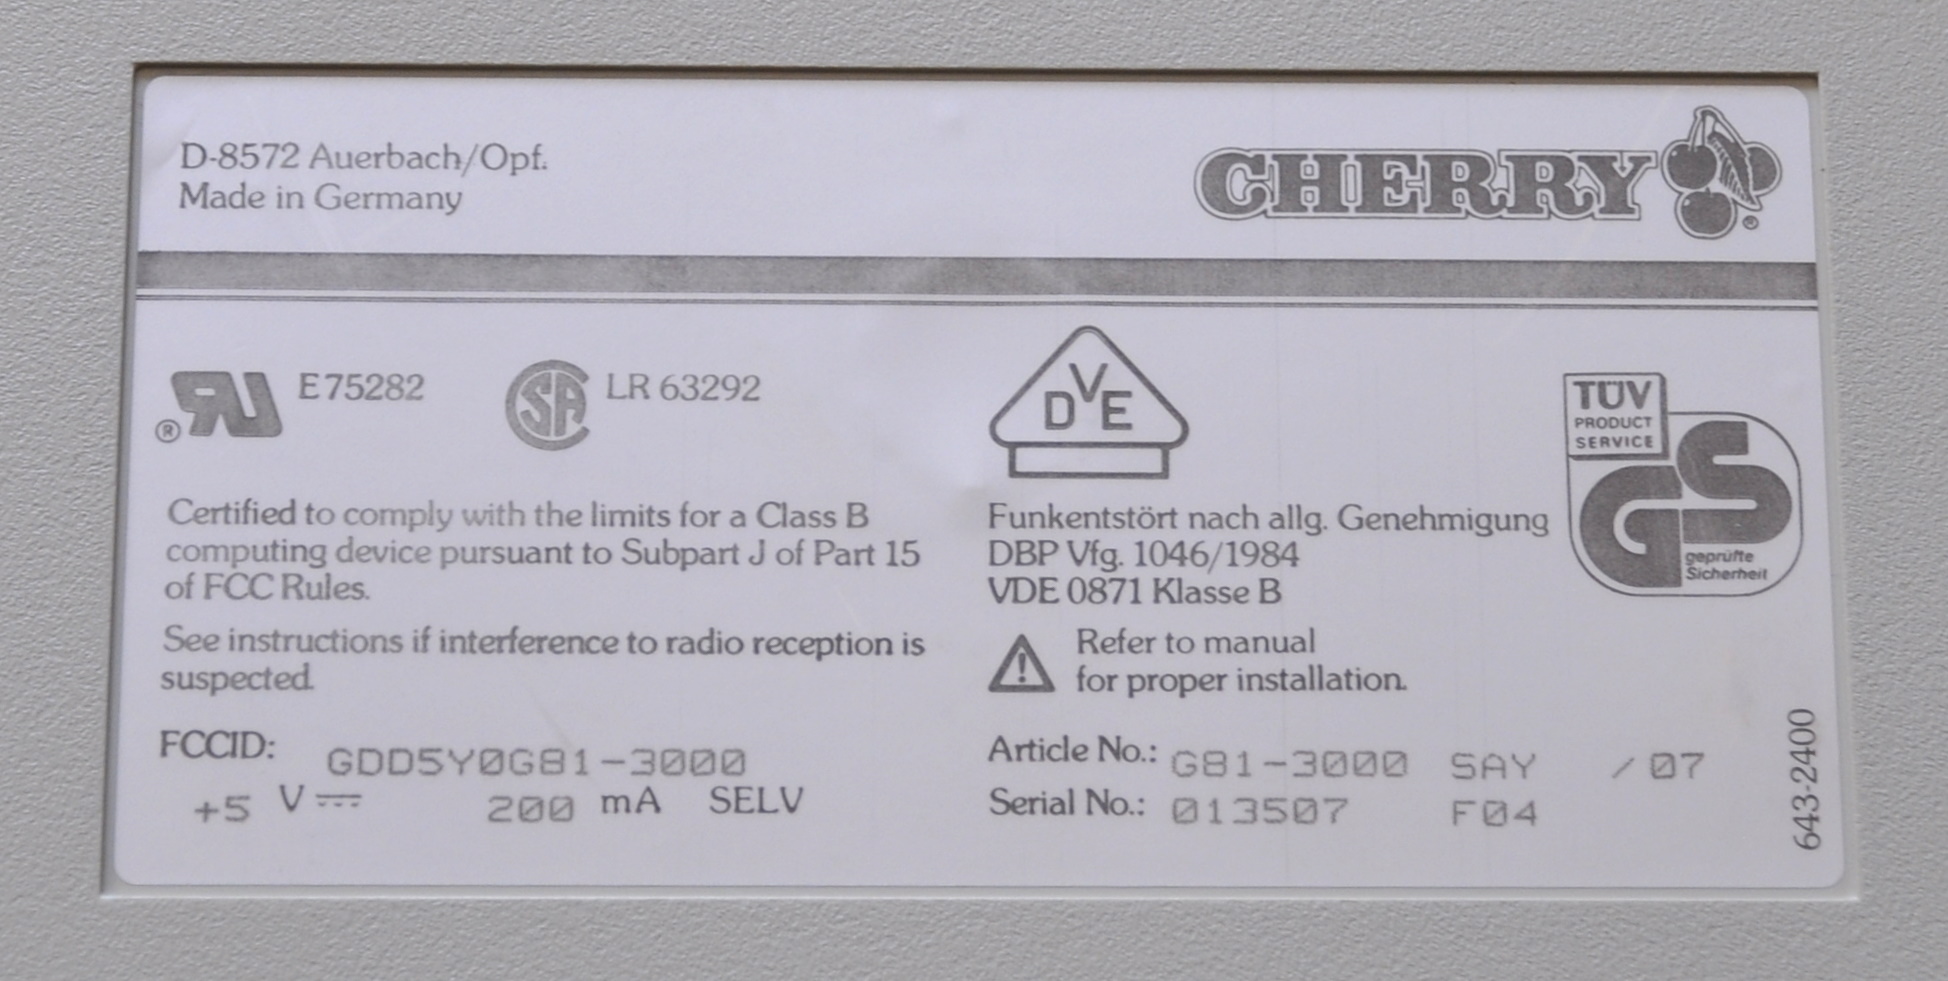 D-8572 Auerbach/Opf.
Made in Germany
CHERRY ®
® RU E 75282
SA LR 63292
VDE
TÜV
PRODUCT
SERVICE
GS
geprüfte
Sicherheit
Certified to comply with the limits for a Class B
computing device pursuant to Subpart J of Part 15
of FCC Rules.
See instructions if interference to radio reception is
suspected.
Funkentstört nach allg. Genehmigung
DBP Vfg. 1046/1984
VDE 0871 Klasse B
! Refer to manual
for proper installation.
FCCID: GDD5Y0G81-3000
+5 V 200 mA SELV
Article No.: G81-3000 SAY /07
Serial No.: 013507 F04
643-2400